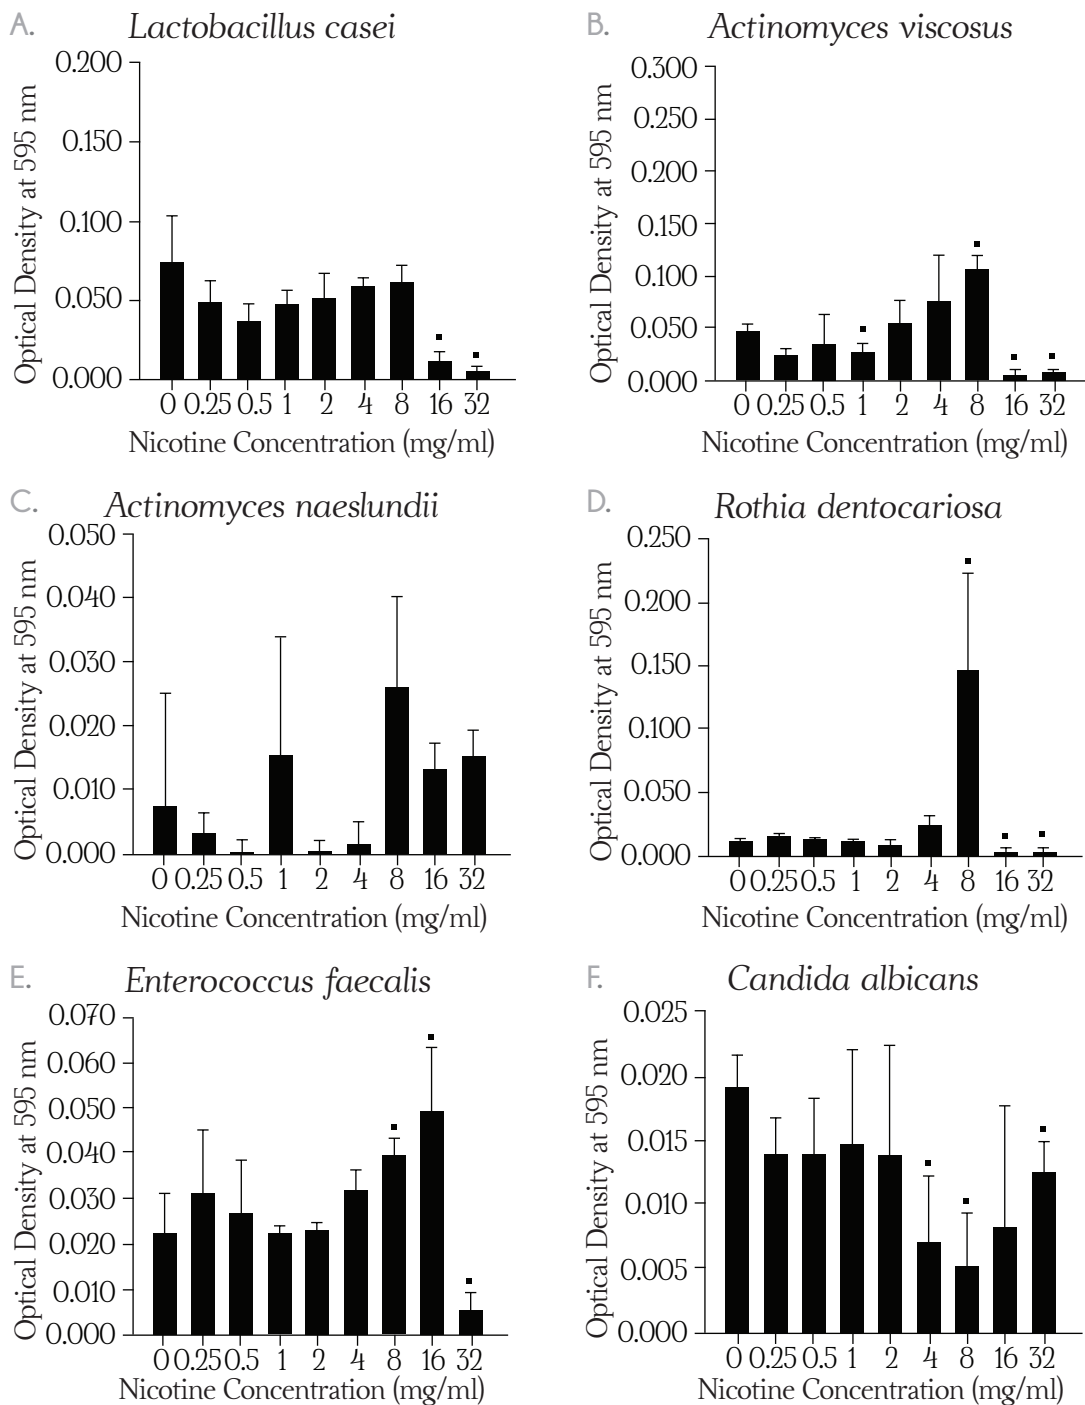 A. Lactobacillus casei
Optical Density at 595 nm
0.200
0.150
0.100
0.050
0.000
0 0.25 0.5 1 2 4 8 16 32
Nicotine Concentration (mg/ml)
B. Actinomyces viscosus
Optical Density at 595 nm
0.300
0.250
0.200
0.150
0.100
0.050
0.000
0 0.25 0.5 1 2 4 8 16 32
Nicotine Concentration (mg/ml)
C. Actinomyces naeslundii
Optical Density at 595 nm
0.050
0.040
0.030
0.020
0.010
0.000
0 0.25 0.5 1 2 4 8 16 32
Nicotine Concentration (mg/ml)
D. Rothia dentocariosa
Optical Density at 595 nm
0.250
0.200
0.150
0.100
0.050
0.000
0 0.25 0.5 1 2 4 8 16 32
Nicotine Concentration (mg/ml)
E. Enterococcus faecalis
Optical Density at 595 nm
0.070
0.060
0.050
0.040
0.030
0.020
0.010
0.000
0 0.25 0.5 1 2 4 8 16 32
Nicotine Concentration (mg/ml)
F. Candida albicans
Optical Density at 595 nm
0.025
0.020
0.015
0.010
0.005
0.000
0 0.25 0.5 1 2 4 8 16 32
Nicotine Concentration (mg/ml)